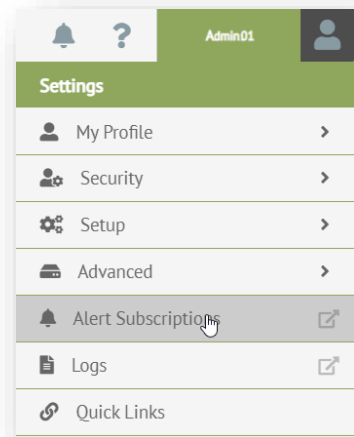 ? Admin01
Settings
My Profile
Security
Setup
Advanced
Alert Subscriptions
Logs
Quick Links